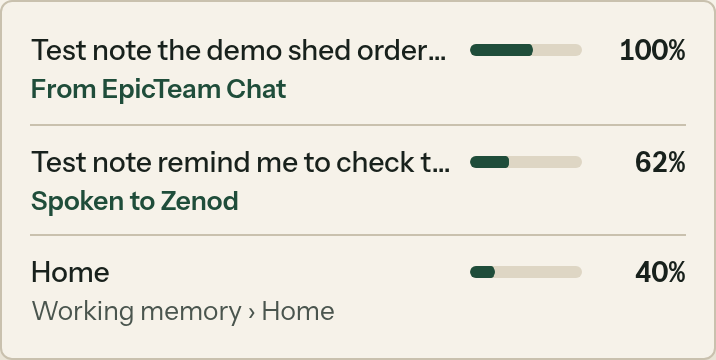 Test note the demo shed order...
100%
From EpicTeam Chat
Test note remind me to check t...
62%
Spoken to Zenod
Home
40%
Working memory › Home